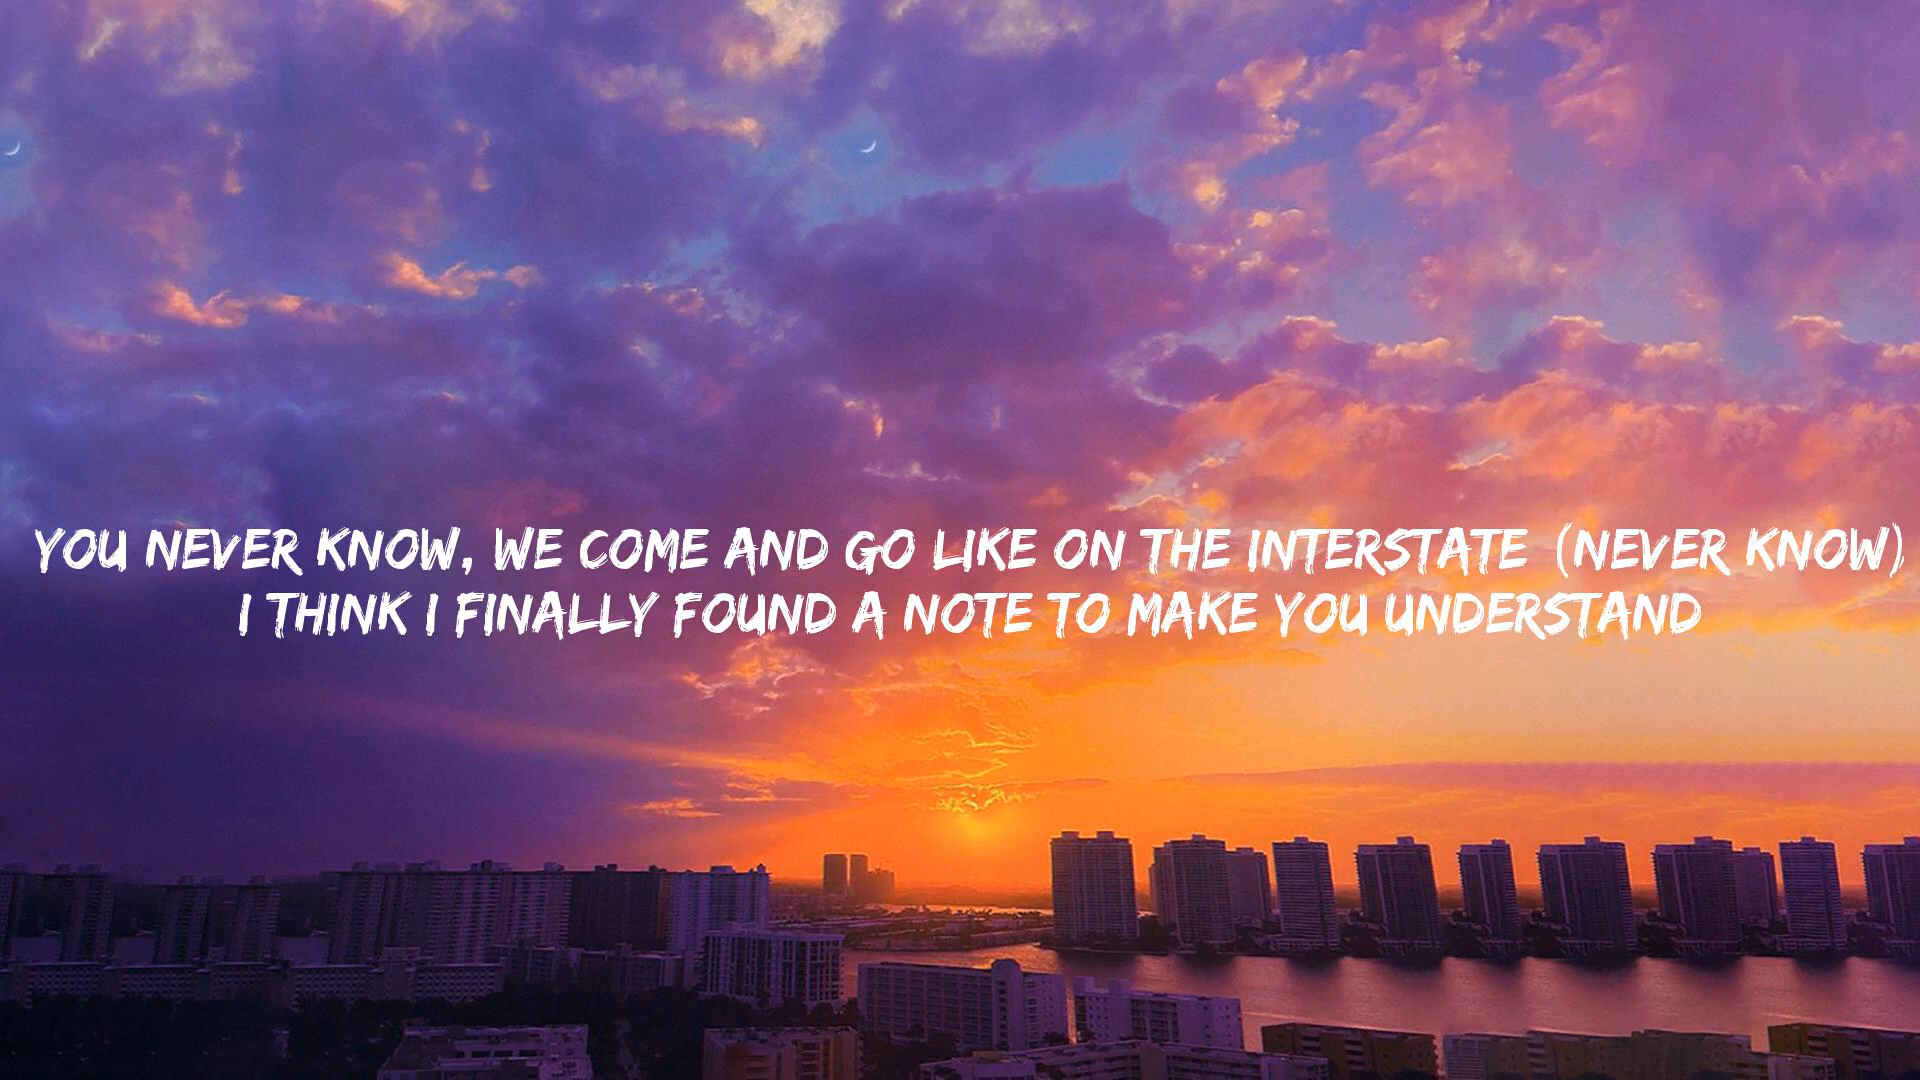 YOU NEVER KNOW, WE COME AND GO LIKE ON THE INTERSTATE (NEVER KNOW)
I THINK I FINALLY FOUND A NOTE TO MAKE YOU UNDERSTAND